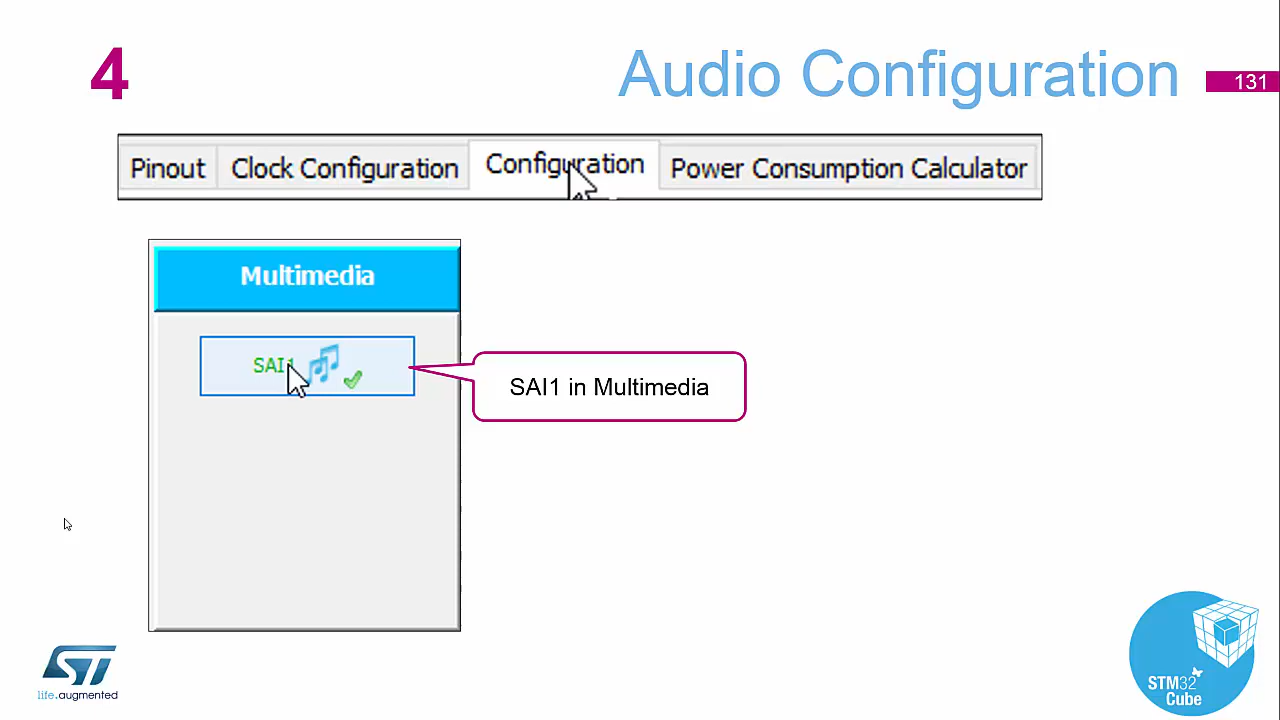 4
Audio Configuration
131
Pinout
Clock Configuration
Configuration
Power Consumption Calculator
Multimedia
SAI1
SAI1 in Multimedia
ST
life.augmented
STM32
Cube